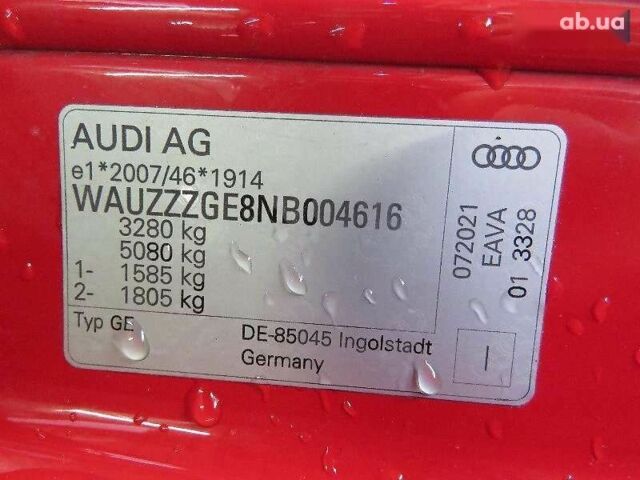 ab.ua
AUDI AG
e1*2007/46*1914
WAUZZZGE8NB004616
3280 kg
5080 kg
1- 1585 kg
2- 1805 kg
Typ GE
DE-85045 Ingolstadt
Germany
072021
EAVA
01 3328
I